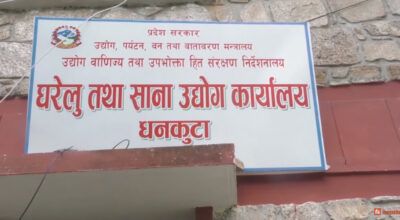 प्रदेश सरकार
उद्योग, पर्यटन, वन तथा वातावरण मन्त्रालय
उद्योग वाणिज्य तथा उपभोक्ता हित संरक्षण निर्देशनालय
घरेलु तथा साना उद्योग कार्यालय
धनकुटा